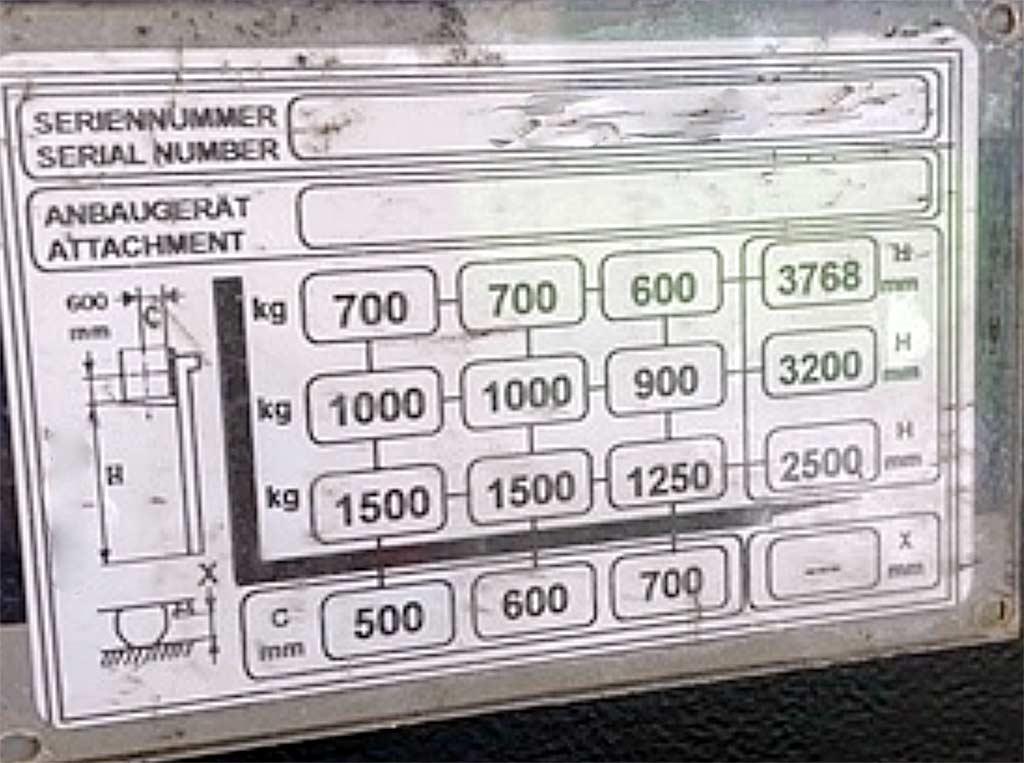 SERIENNUMMER
SERIAL NUMBER
ANBAUGERÄT
ATTACHMENT
600 mm C
kg 700 700 600 3768 H mm
kg 1000 1000 900 3200 H mm
H
kg 1500 1500 1250 2500 H mm
X
--- X mm
C mm 500 600 700